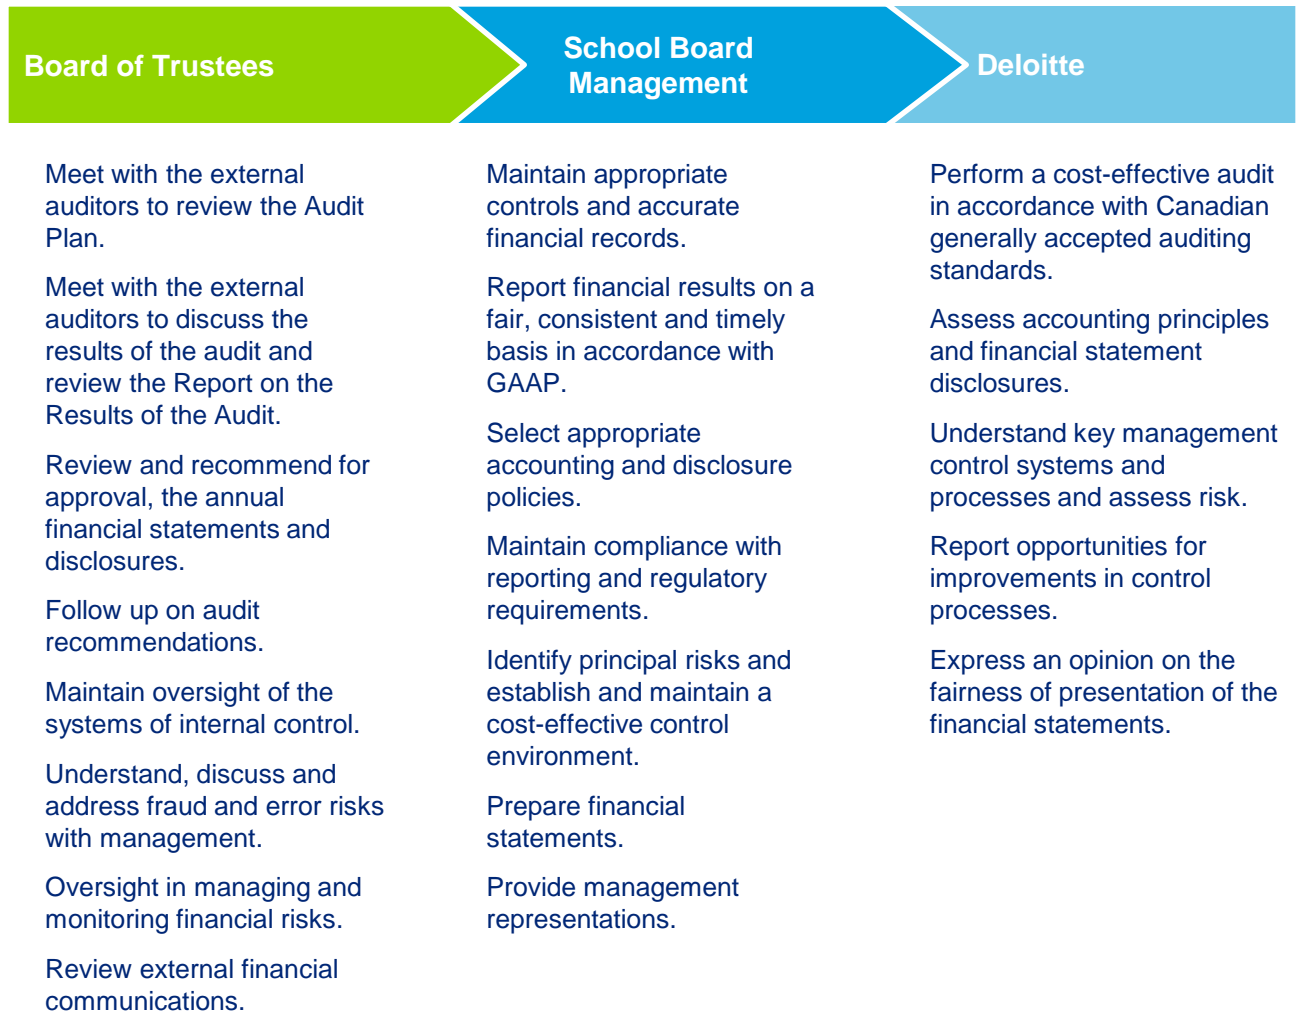 Board of Trustees
School Board
Management
Deloitte
Meet with the external
auditors to review the Audit
Plan.
Meet with the external
auditors to discuss the
results of the audit and
review the Report on the
Results of the Audit.
Review and recommend for
approval, the annual
financial statements and
disclosures.
Follow up on audit
recommendations.
Maintain oversight of the
systems of internal control.
Understand, discuss and
address fraud and error risks
with management.
Oversight in managing and
monitoring financial risks.
Review external financial
communications.
Maintain appropriate
controls and accurate
financial records.
Report financial results on a
fair, consistent and timely
basis in accordance with
GAAP.
Select appropriate
accounting and disclosure
policies.
Maintain compliance with
reporting and regulatory
requirements.
Identify principal risks and
establish and maintain a
cost-effective control
environment.
Prepare financial
statements.
Provide management
representations.
Perform a cost-effective audit
in accordance with Canadian
generally accepted auditing
standards.
Assess accounting principles
and financial statement
disclosures.
Understand key management
control systems and
processes and assess risk.
Report opportunities for
improvements in control
processes.
Express an opinion on the
fairness of presentation of the
financial statements.